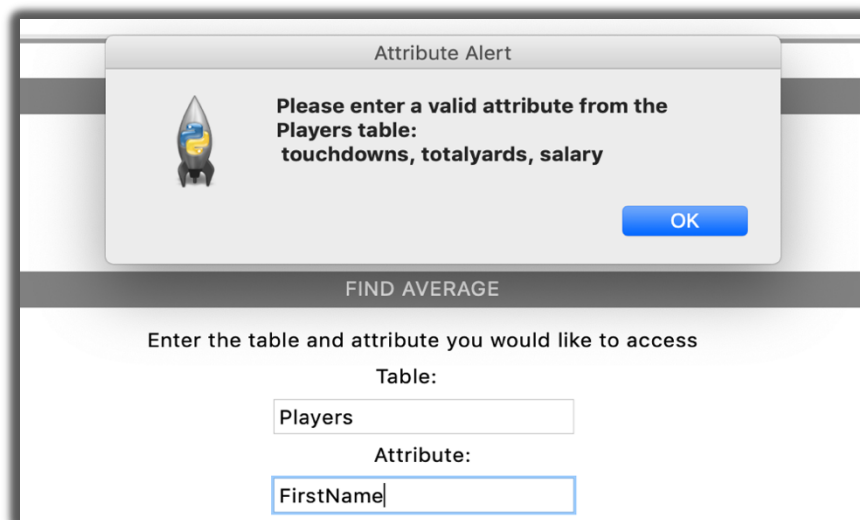 Attribute Alert
Please enter a valid attribute from the
Players table:
touchdowns, totalyards, salary
OK
FIND AVERAGE
Enter the table and attribute you would like to access
Table:
Players
Attribute:
FirstName